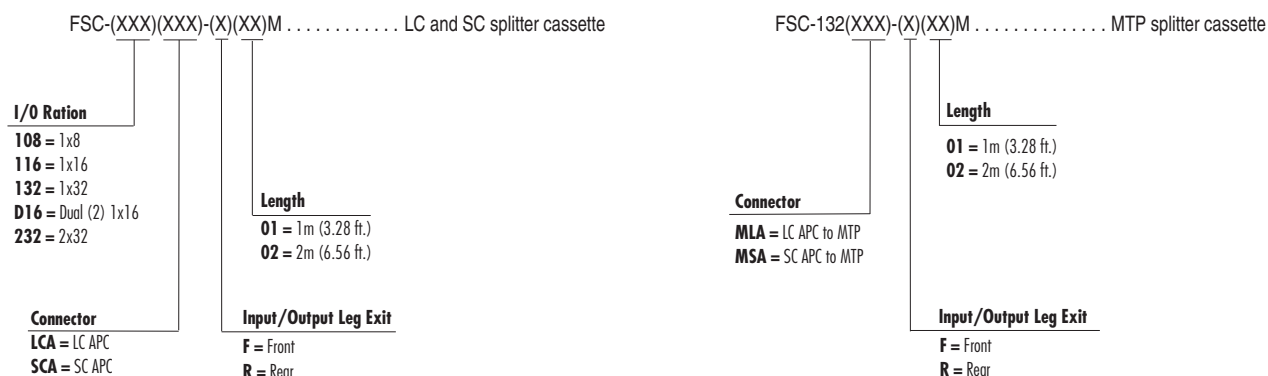 FSC-(XXX)(XXX)-(X)(XX)M . . . . . . . . . . . . LC and SC splitter cassette
I/0 Ration
108 = 1x8
116 = 1x16
132 = 1x32
D16 = Dual (2) 1x16
232 = 2x32
Connector
LCA = LC APC
SCA = SC APC
Length
01 = 1m (3.28 ft.)
02 = 2m (6.56 ft.)
Input/Output Leg Exit
F = Front
R = Rear
FSC-132(XXX)-(X)(XX)M . . . . . . . . . . . . . . MTP splitter cassette
Connector
MLA = LC APC to MTP
MSA = SC APC to MTP
Length
01 = 1m (3.28 ft.)
02 = 2m (6.56 ft.)
Input/Output Leg Exit
F = Front
R = Rear